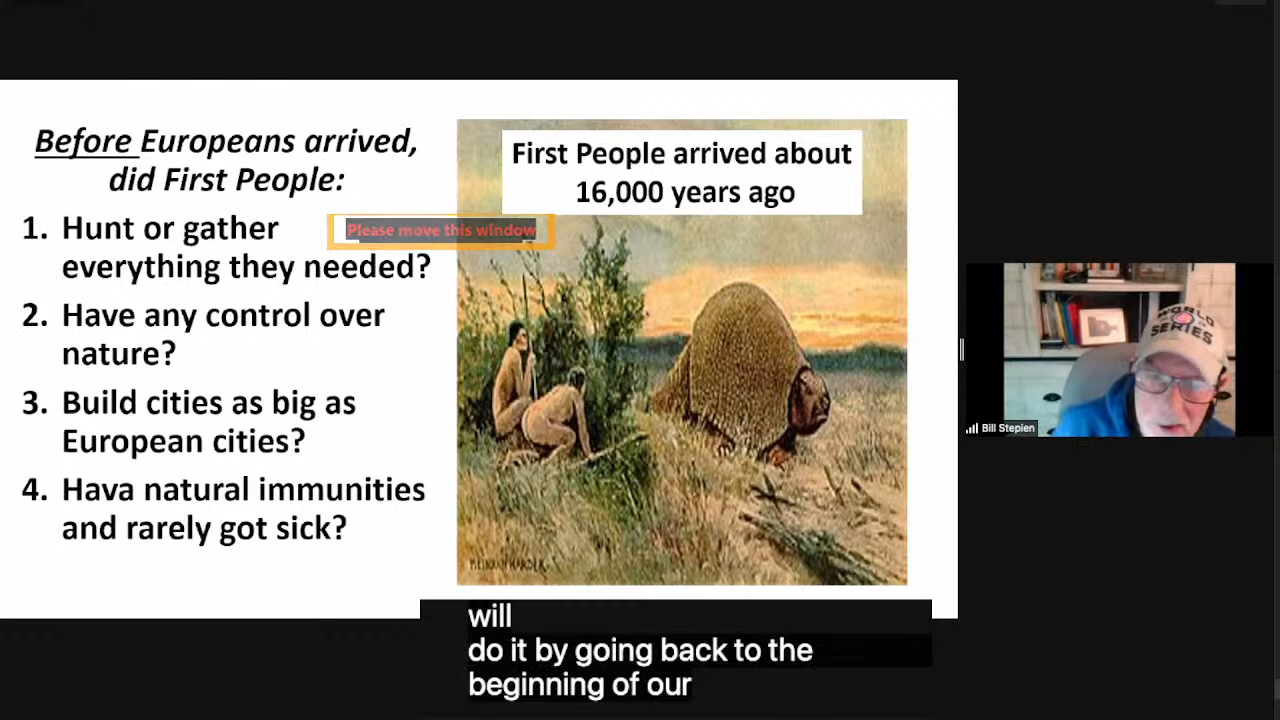 Before Europeans arrived,
did First People:
1. Hunt or gather
everything they needed?
2. Have any control over
nature?
3. Build cities as big as
European cities?
4. Hava natural immunities
and rarely got sick?
Please move this window
First People arrived about
16,000 years ago
WORLD
SERIES
Bill Stepien
will
do it by going back to the
beginning of our